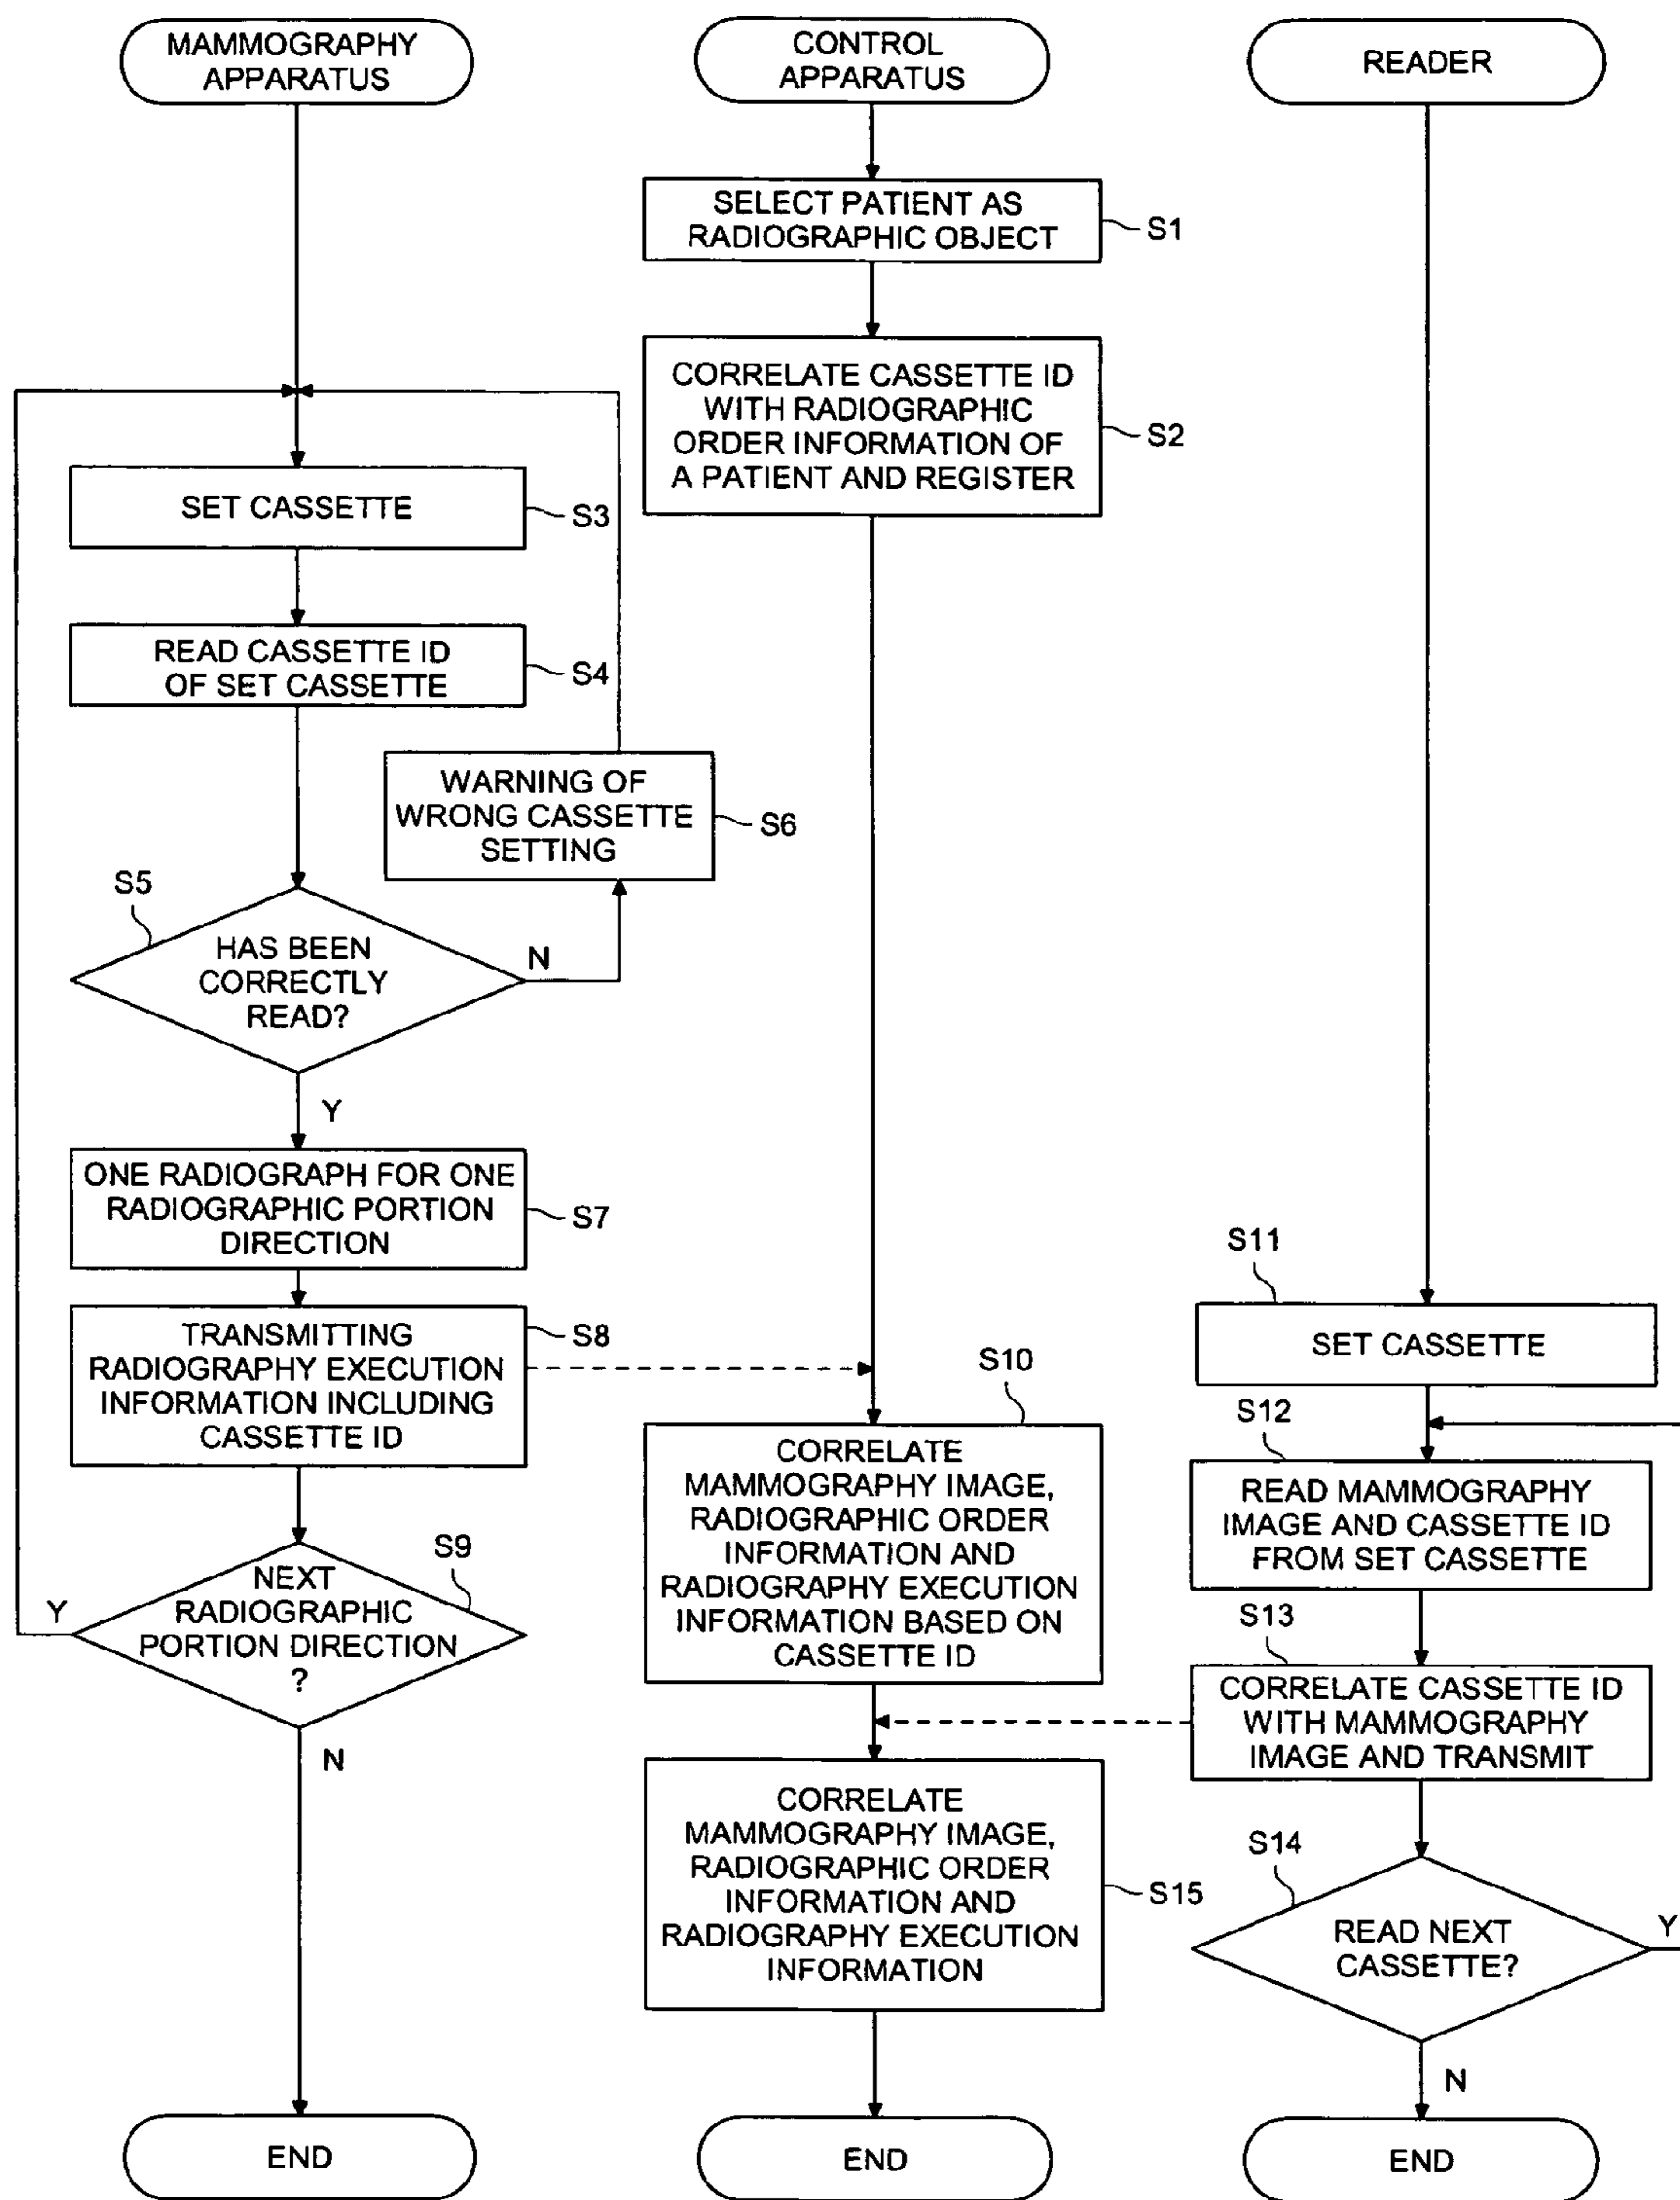 MAMMOGRAPHY
APPARATUS
CONTROL
APPARATUS
READER
SELECT PATIENT AS
RADIOGRAPHIC OBJECT
S1
CORRELATE CASSETTE ID
WITH RADIOGRAPHIC
ORDER INFORMATION OF
A PATIENT AND REGISTER
S2
SET CASSETTE
S3
READ CASSETTE ID
OF SET CASSETTE
S4
WARNING OF
WRONG CASSETTE
SETTING
S6
S5
HAS BEEN
CORRECTLY
READ?
N
Y
ONE RADIOGRAPH FOR ONE
RADIOGRAPHIC PORTION
DIRECTION
S7
TRANSMITTING
RADIOGRAPHY EXECUTION
INFORMATION INCLUDING
CASSETTE ID
S8
S9
NEXT
RADIOGRAPHIC
PORTION DIRECTION
?
Y
N
S10
CORRELATE
MAMMOGRAPHY IMAGE,
RADIOGRAPHIC ORDER
INFORMATION AND
RADIOGRAPHY EXECUTION
INFORMATION BASED ON
CASSETTE ID
S11
SET CASSETTE
S12
READ MAMMOGRAPHY
IMAGE AND CASSETTE ID
FROM SET CASSETTE
S13
CORRELATE CASSETTE ID
WITH MAMMOGRAPHY
IMAGE AND TRANSMIT
CORRELATE
MAMMOGRAPHY IMAGE,
RADIOGRAPHIC ORDER
INFORMATION AND
RADIOGRAPHY EXECUTION
INFORMATION
S15
S14
READ NEXT
CASSETTE?
Y
N
END
END
END